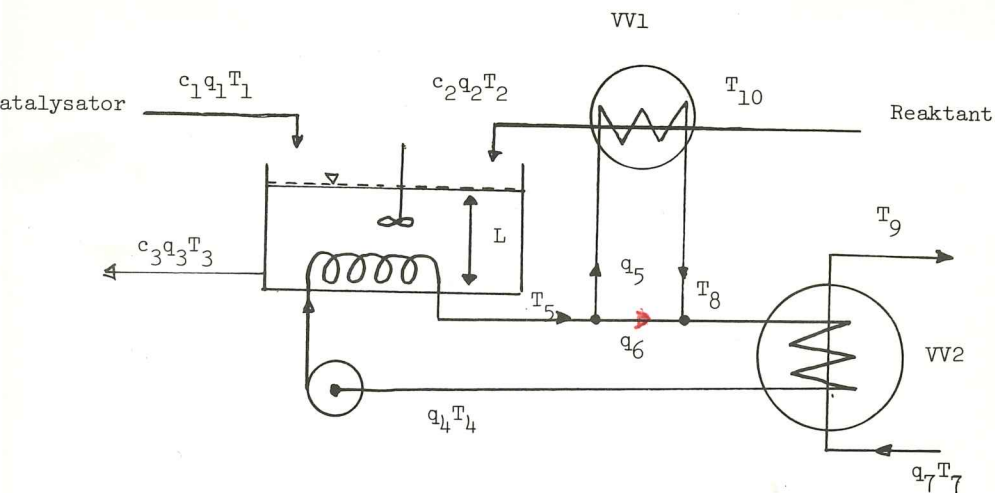 VV1
c₁q₁T₁
c₂q₂T₂
T₁₀
atalysator
Reaktant
L
c₃q₃T₃
T₉
q₅
T₅
T₈
q₆
VV2
q₄T₄
q₇T₇